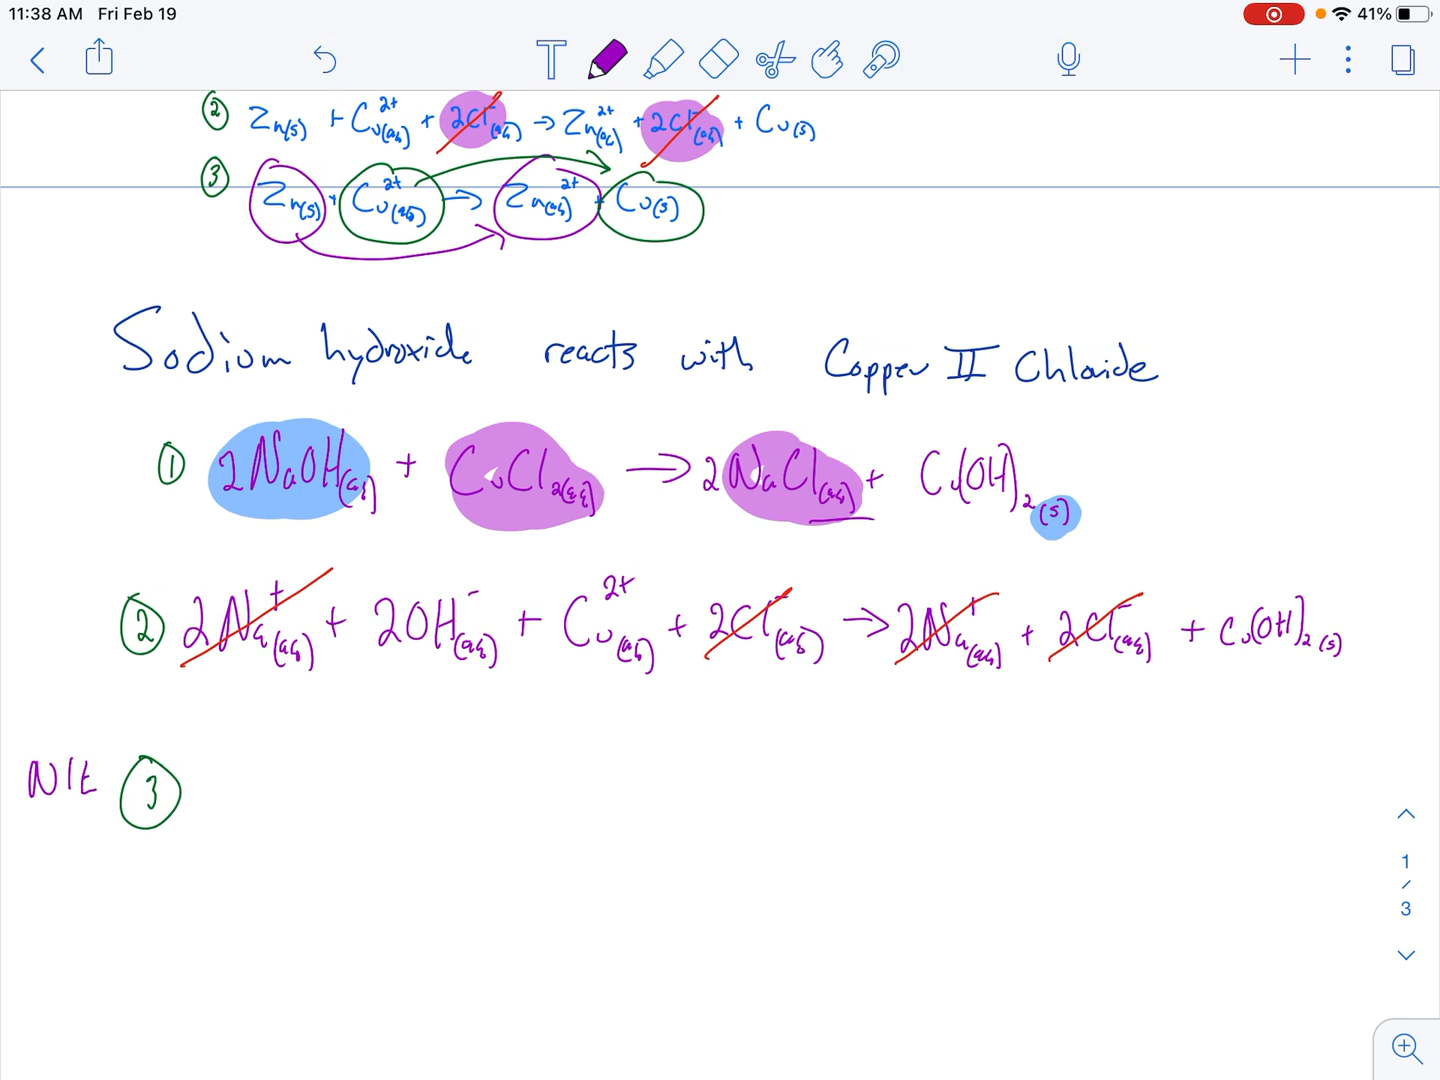 11:38 AM Fri Feb 19 41%
② Zn(s) + Cu²⁺(aq) + 2Cl⁻(aq) → Zn²⁺(aq) + 2Cl⁻(aq) + Cu(s)
③ Zn(s) + Cu²⁺(aq) → Zn²⁺(aq) + Cu(s)
Sodium hydroxide reacts with Copper II Chloride
① 2NaOH(aq) + CuCl₂(aq) → 2NaCl(aq) + Cu(OH)₂(s)
② 2Na⁺(aq) + 2OH⁻(aq) + Cu²⁺(aq) + 2Cl⁻(aq) → 2Na⁺(aq) + 2Cl⁻(aq) + Cu(OH)₂(s)
NIE ③
1
/
3